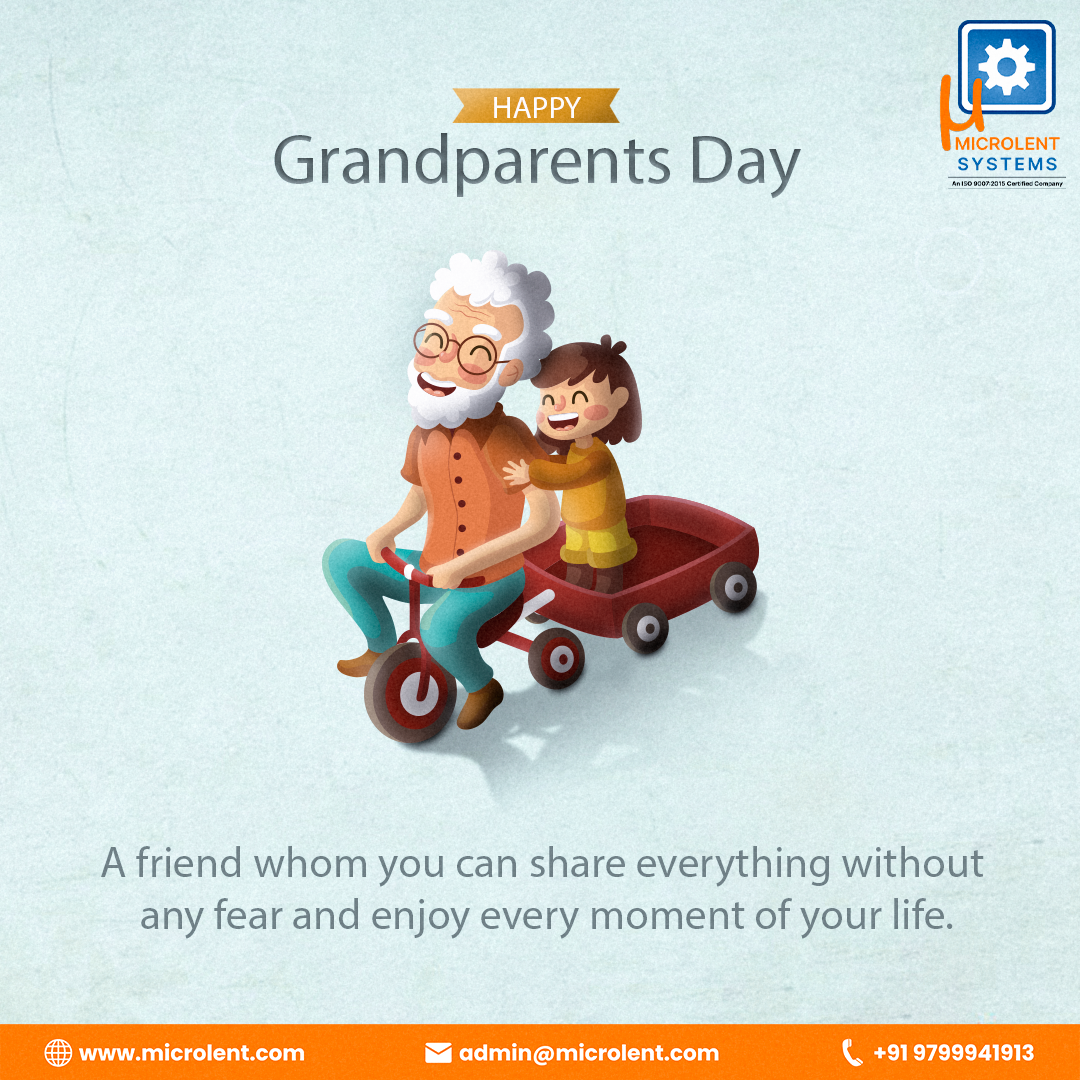 HAPPY
Grandparents Day
µ
MICROLENT
SYSTEMS
An ISO 9007:2015 Certified Company
A friend whom you can share everything without
any fear and enjoy every moment of your life.
www.microlent.com
admin@microlent.com
+91 9799941913